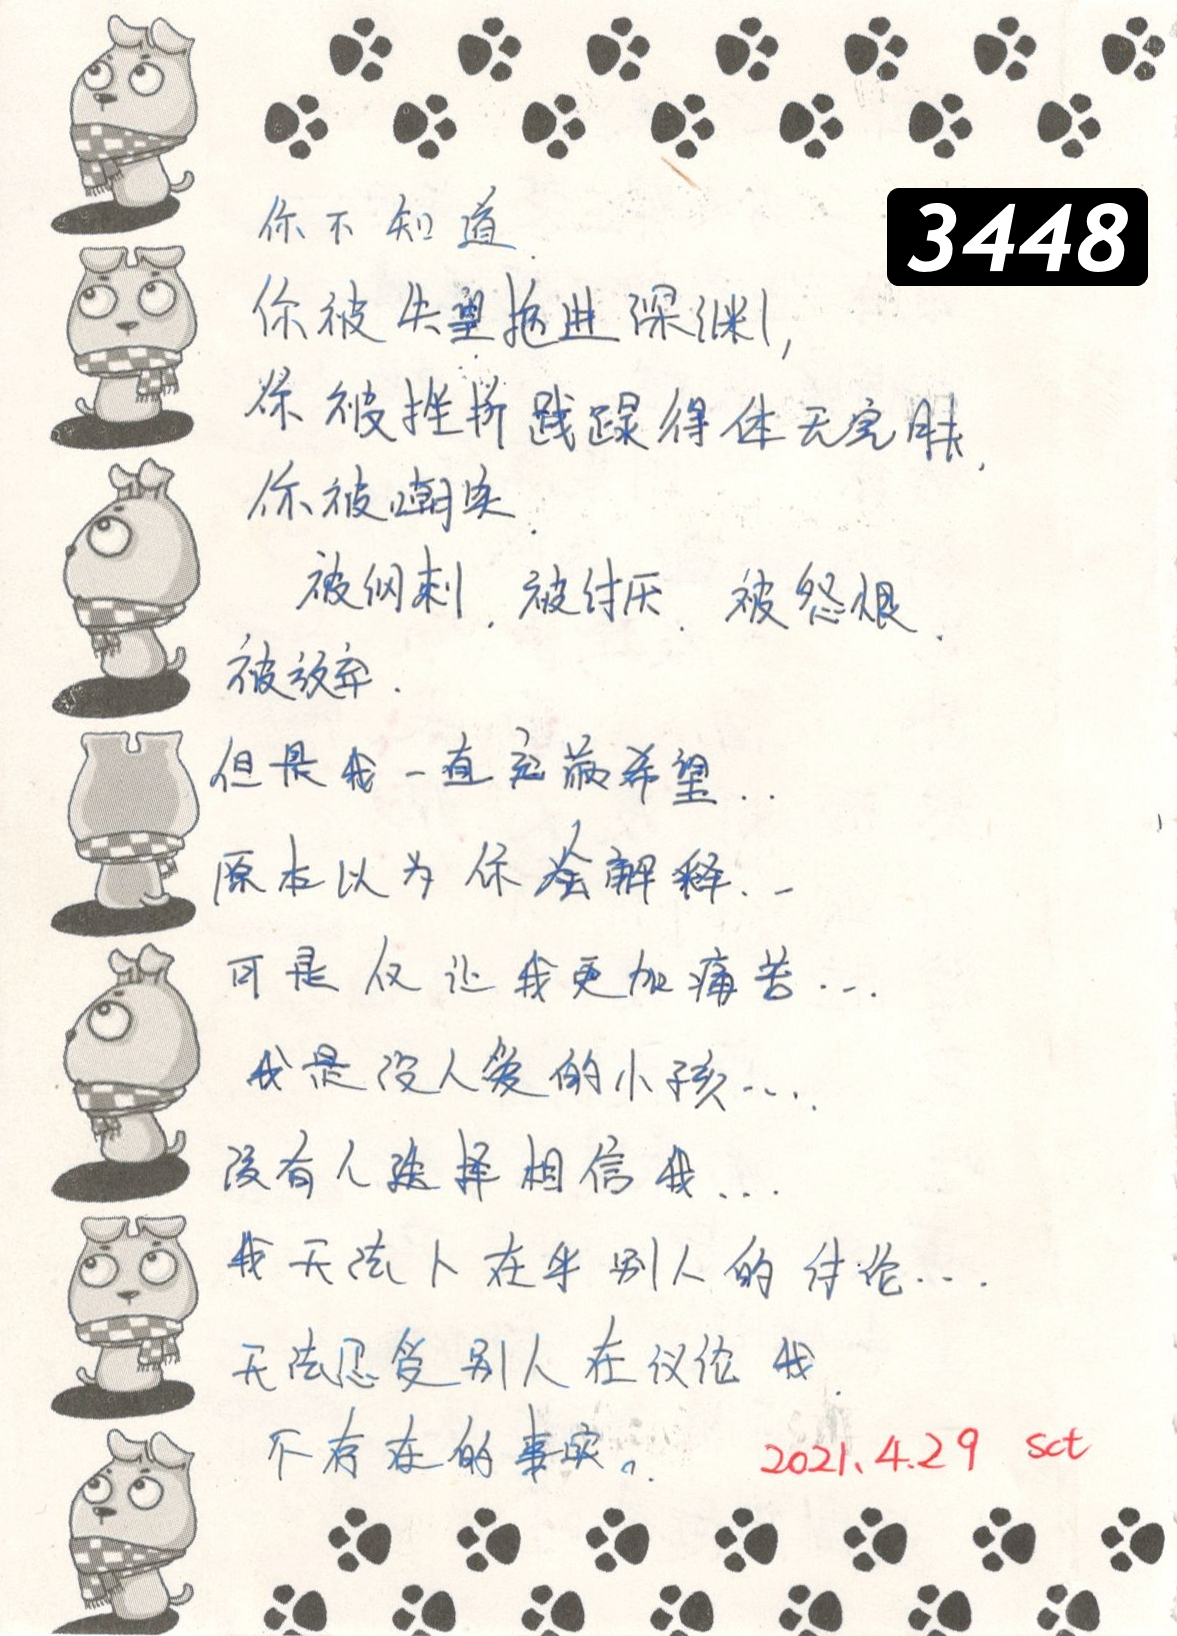 3448
你不知道.
你被失望拖进深渊,
你被挫折践踏得体无完肤,
你被嘲笑.
被讽刺.被讨厌.被怨恨.
被放弃.
但是我一直宝藏希望..
原本以为你会解释..
可是仅让我更加痛苦...
我是没人爱的小孩....
没有人选择相信我...
我无法不在乎别人的讨论...
无法忍受别人在议论我.
不存在的事实。.
2021.4.29 sct